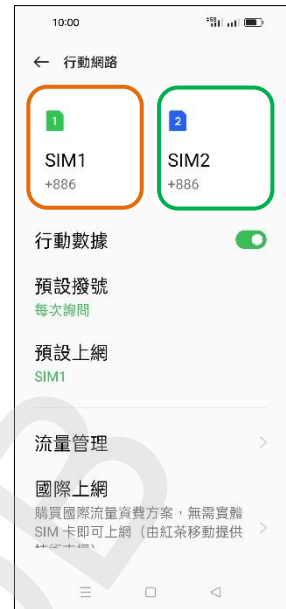 10:00
行動網路
1
2
SIM1
SIM2
+886
+886
行動數據
預設撥號
每次詢問
預設上網
SIM1
流量管理
國際上網
購買國際流量資費方案，無需實體
SIM 卡即可上網（由紅茶移動提供